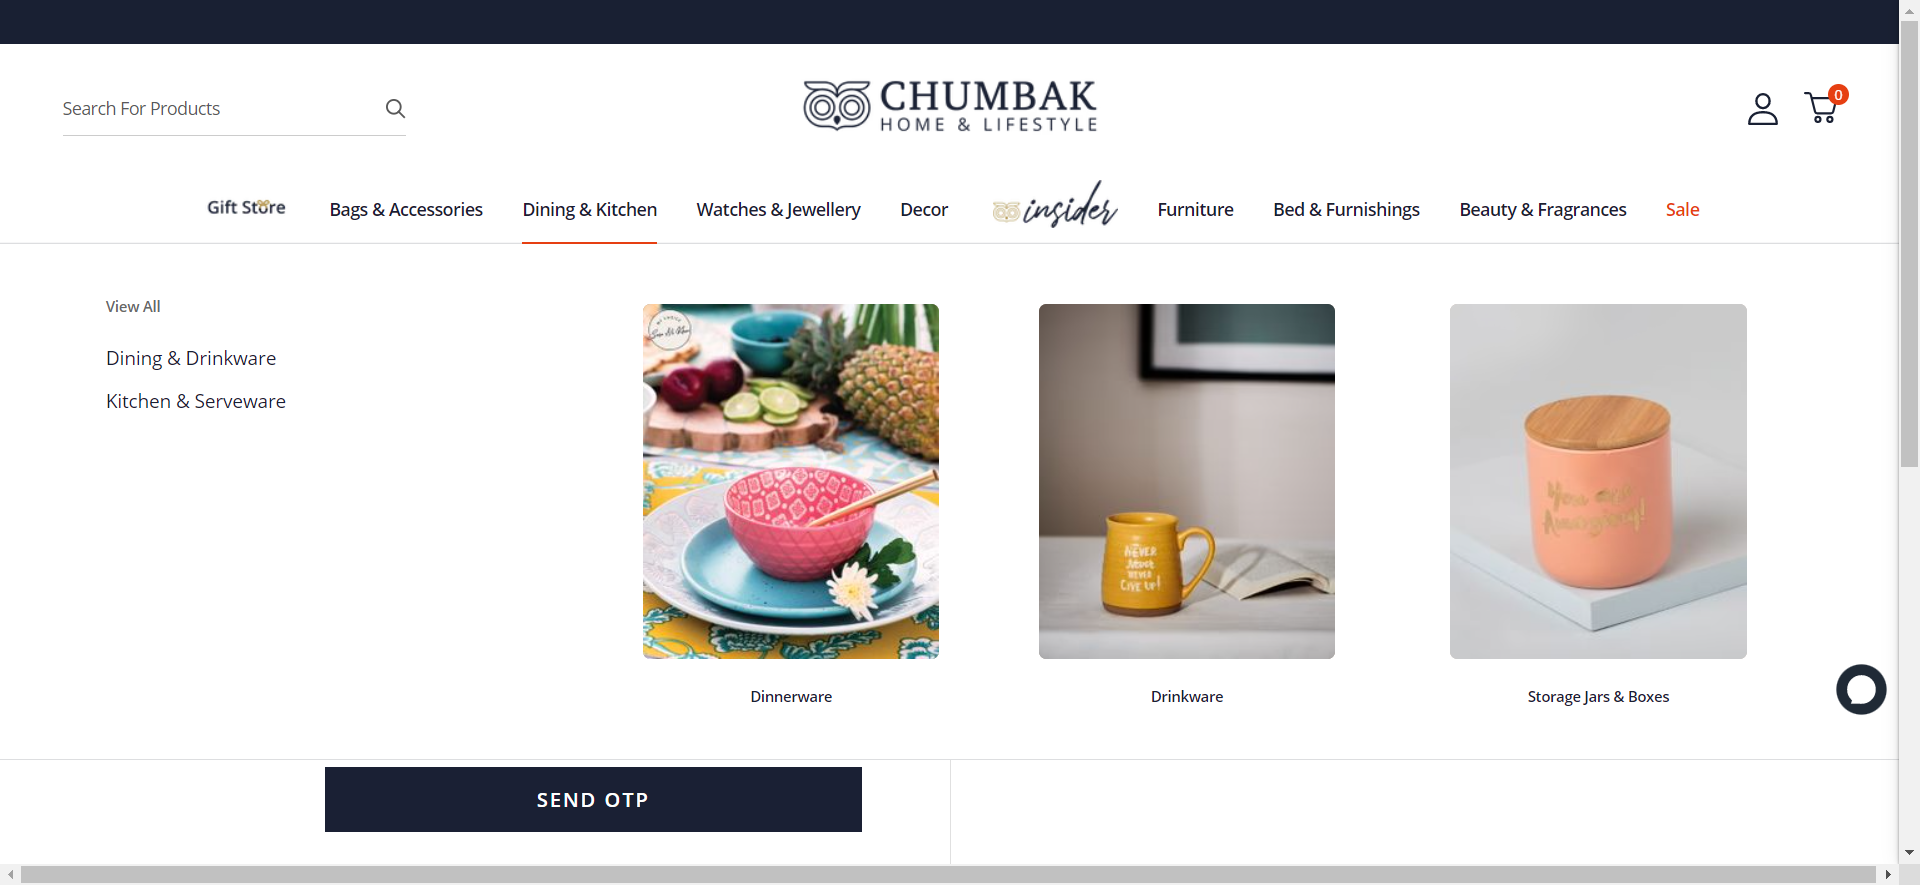 Search For Products
CHUMBAK
HOME & LIFESTYLE
0
Gift Store
Bags & Accessories
Dining & Kitchen
Watches & Jewellery
Decor
insider
Furniture
Bed & Furnishings
Beauty & Fragrances
Sale
View All
Dining & Drinkware
Kitchen & Serveware
NEVER
Never
NEVER
GIVE UP!
You are
Amazing!
Dinnerware
Drinkware
Storage Jars & Boxes
SEND OTP